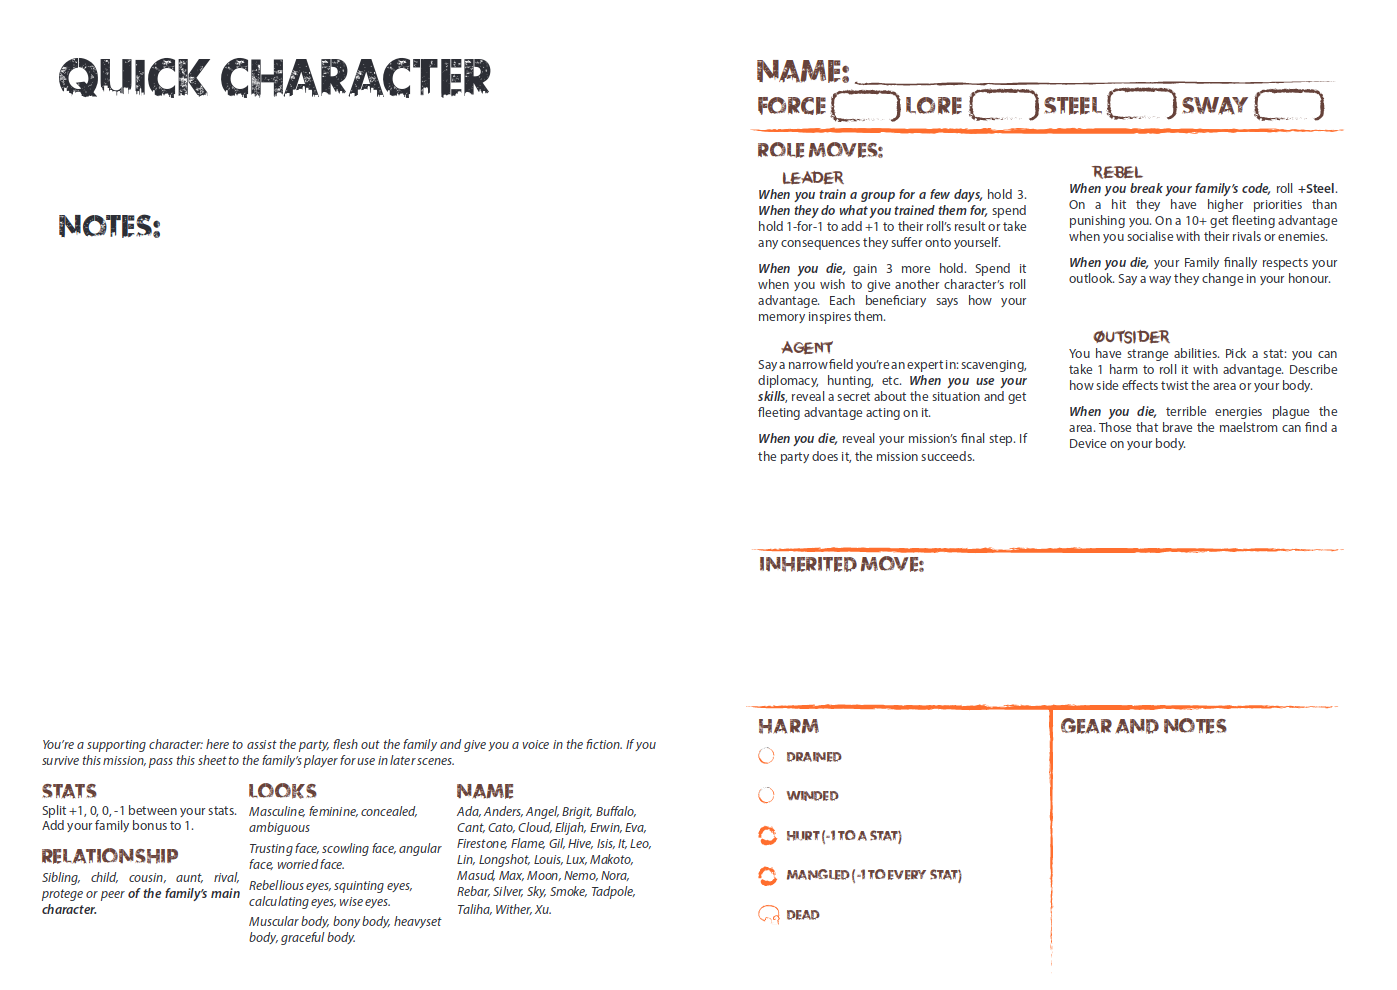 QUICK CHARACTER
NOTES:
You're a supporting character: here to assist the party, flesh out the family and give you a voice in the fiction. If you
survive this mission, pass this sheet to the family's player for use in later scenes.
STATS
Split +1, 0, 0, -1 between your stats.
Add your family bonus to 1.
RELATIONSHIP
Sibling, child, cousin, aunt, rival,
protege or peer of the family's main
character.
LOOKS
Masculine, feminine, concealed,
ambiguous
Trusting face, scowling face, angular
face, worried face.
Rebellious eyes, squinting eyes,
calculating eyes, wise eyes.
Muscular body, bony body, heavyset
body, graceful body.
NAME
Ada, Anders, Angel, Brigit, Buffalo,
Cant, Cato, Cloud, Elijah, Erwin, Eva,
Firestone, Flame, Gil, Hive, Isis, It, Leo,
Lin, Longshot, Louis, Lux, Makoto,
Masud, Max, Moon, Nemo, Nora,
Rebar, Silver, Sky, Smoke, Tadpole,
Taliha, Wither, Xu.
NAME:
FORCE LORE STEEL SWAY
ROLE MOVES:
LEADER
When you train a group for a few days, hold 3.
When they do what you trained them for, spend
hold 1-for-1 to add +1 to their roll's result or take
any consequences they suffer onto yourself.
When you die, gain 3 more hold. Spend it
when you wish to give another character's roll
advantage. Each beneficiary says how your
memory inspires them.
AGENT
Say a narrow field you're an expert in: scavenging,
diplomacy, hunting, etc. When you use your
skills, reveal a secret about the situation and get
fleeting advantage acting on it.
When you die, reveal your mission's final step. If
the party does it, the mission succeeds.
REBEL
When you break your family's code, roll +Steel.
On a hit they have higher priorities than
punishing you. On a 10+ get fleeting advantage
when you socialise with their rivals or enemies.
When you die, your Family finally respects your
outlook. Say a way they change in your honour.
OUTSIDER
You have strange abilities. Pick a stat: you can
take 1 harm to roll it with advantage. Describe
how side effects twist the area or your body.
When you die, terrible energies plague the
area. Those that brave the maelstrom can find a
Device on your body.
INHERITED MOVE:
HARM
DRAINED
WINDED
HURT (-1 TO A STAT)
MANGLED (-1 TO EVERY STAT)
DEAD
GEAR AND NOTES